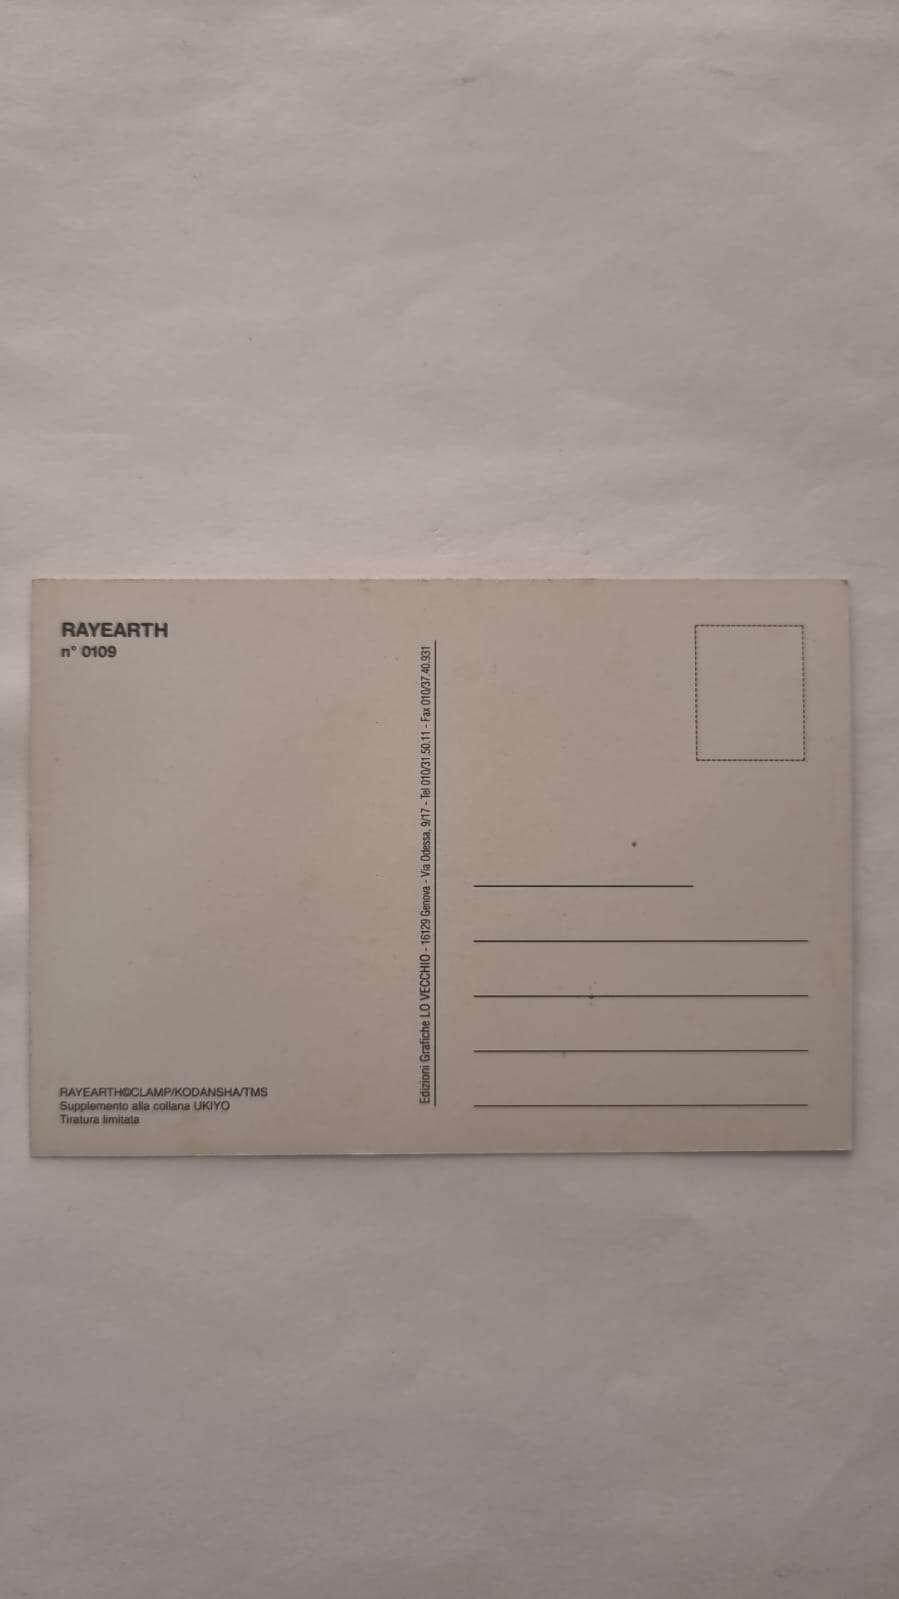 RAYEARTH
n° 0109
RAYEARTH©CLAMP/KODANSHA/TMS
Supplemento alla collana UKIYO
Tiratura limitata
Edizioni Grafiche LO VECCHIO - 16129 Genova - Via Odessa, 9/17 - Tel 010/31.50.11 - Fax 010/37.40.931